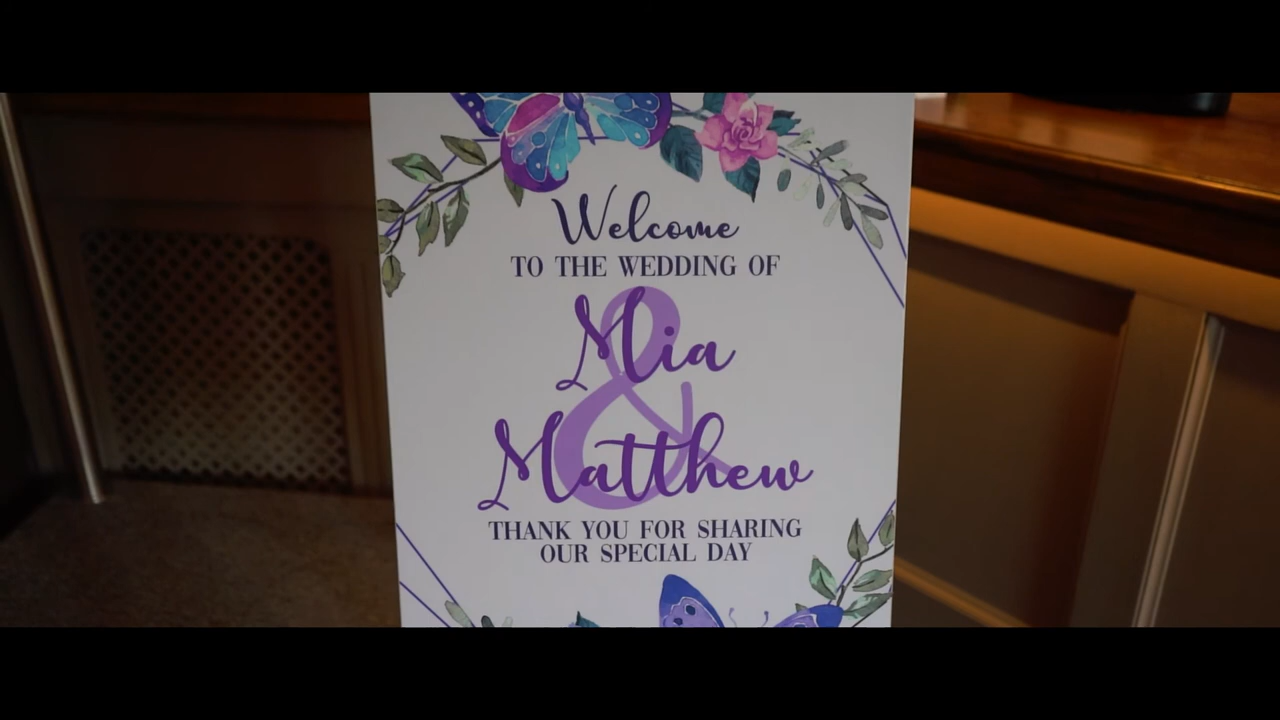 Welcome
TO THE WEDDING OF
Mia
&
Matthew
THANK YOU FOR SHARING
OUR SPECIAL DAY